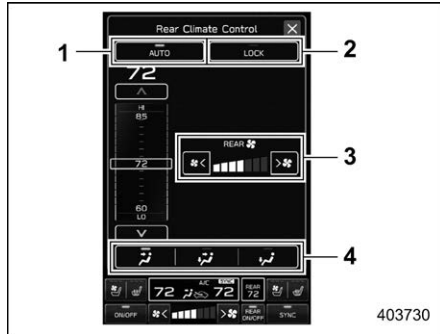 Rear Climate Control
1
AUTO
LOCK
2
72
HI
85
REAR
3
72
60
LO
4
A/C SYNC
72 72 REAR 72
ON/OFF REAR ON/OFF SYNC
403730